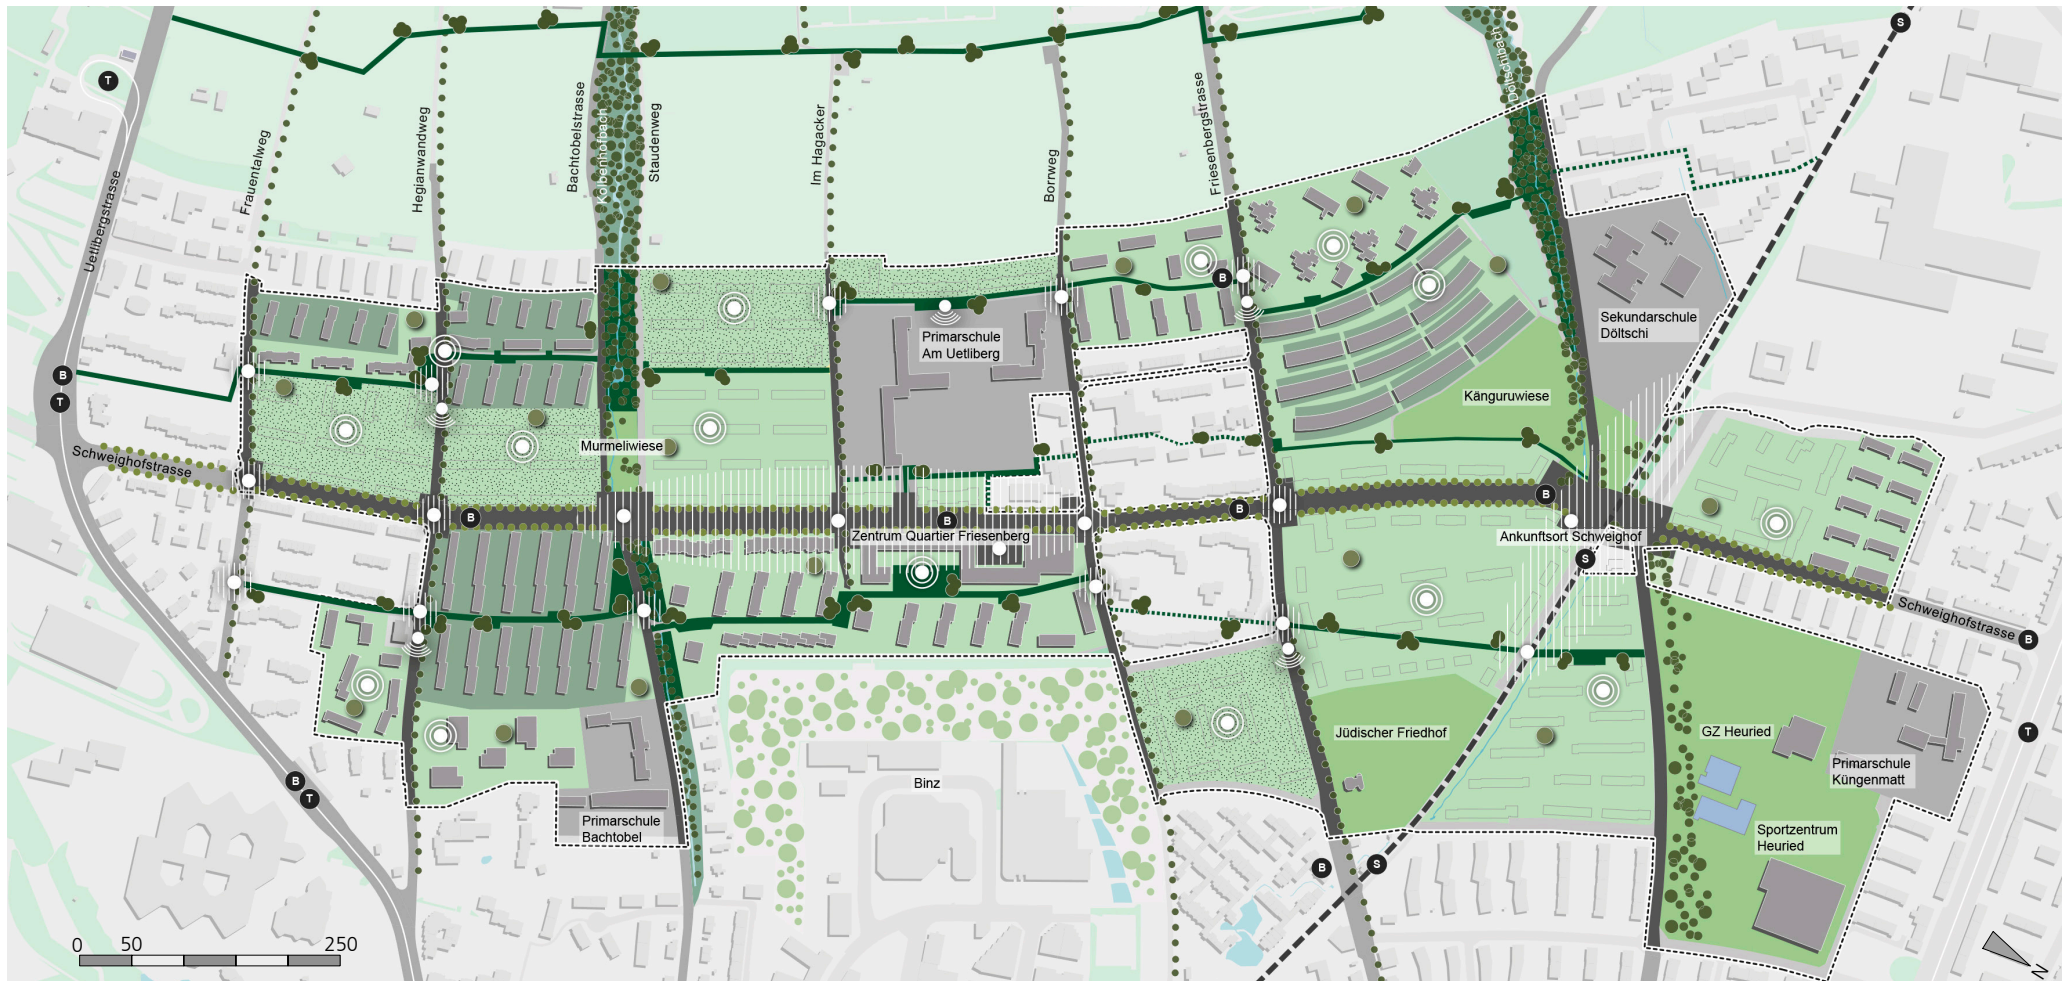 S
T
Döltschibach
Uetlibergstrasse
Frauentalweg
Hegianwandweg
Bachtobelstrasse
Kolbenhofbach
Staudenweg
Im Hagacker
Borrweg
Friesenbergstrasse
B
Primarschule
Am Uetliberg
Sekundarschule
Döltschi
B
T
Känguruwiese
Murmeliwiese
Schweighofstrasse
B
B
B
B
Zentrum Quartier Friesenberg
Ankunftsort Schweighof
S
Schweighofstrasse
B
Jüdischer Friedhof
GZ Heuried
T
Primarschule
Küngenmatt
B
T
Binz
Primarschule
Bachtobel
Sportzentrum
Heuried
B
S
0 50 250
N